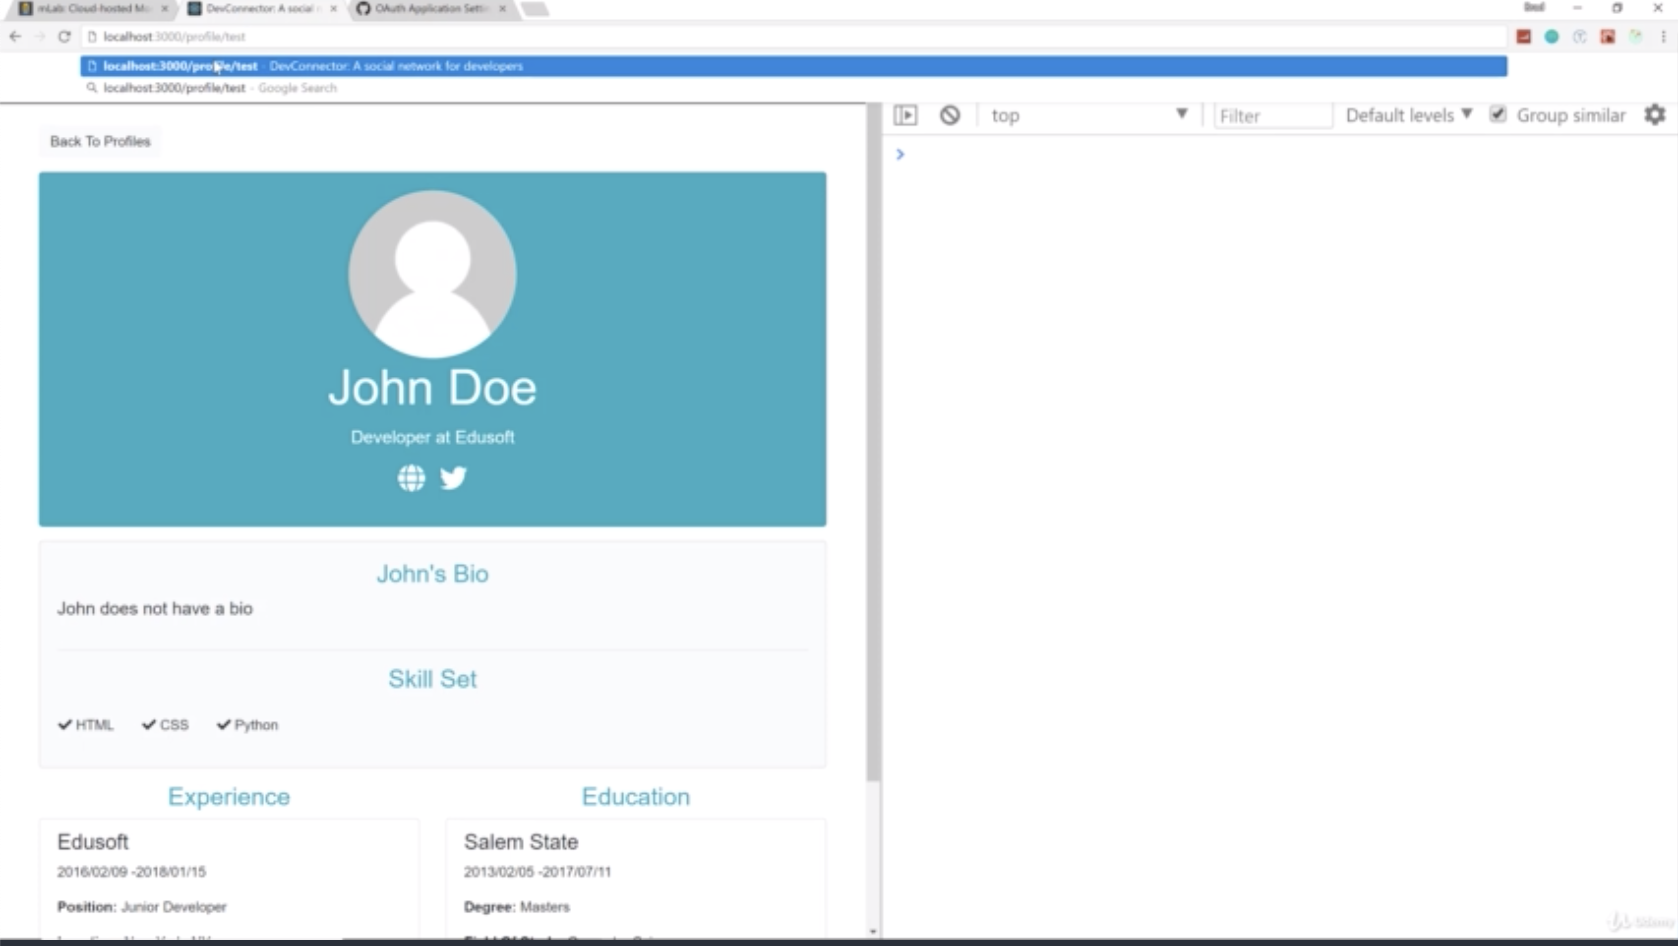 mLab: Cloud-hosted Mo
DevConnector: A social n
OAuth Application Setti
localhost:3000/profile/test
localhost:3000/profile/test - DevConnector: A social network for developers
localhost:3000/profile/test - Google Search
top
Filter
Default levels
Group similar
Back To Profiles
John Doe
Developer at Edusoft
John's Bio
John does not have a bio
Skill Set
HTML CSS Python
Experience
Edusoft
2016/02/09 -2018/01/15
Position: Junior Developer
Education
Salem State
2013/02/05 -2017/07/11
Degree: Masters
Udemy